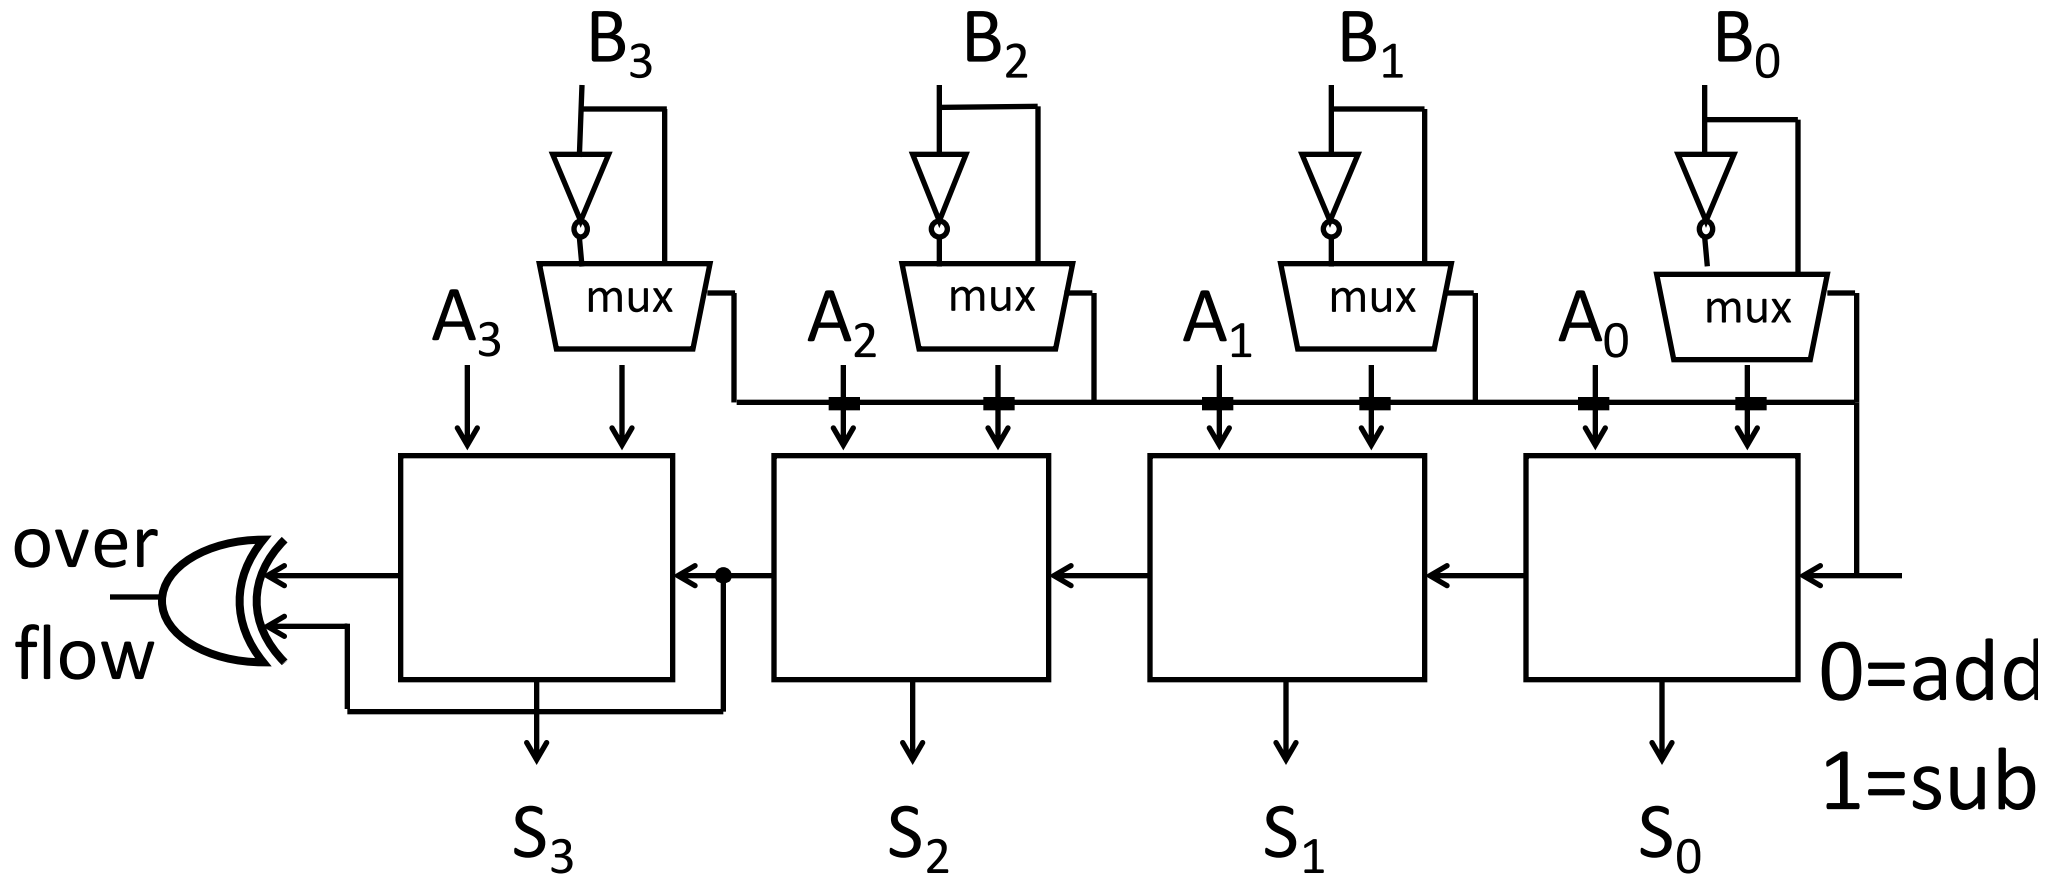 B₃ B₂ B₁ B₀
mux mux mux mux
A₃ A₂ A₁ A₀
over
flow
0=add
1=sub
S₃ S₂ S₁ S₀